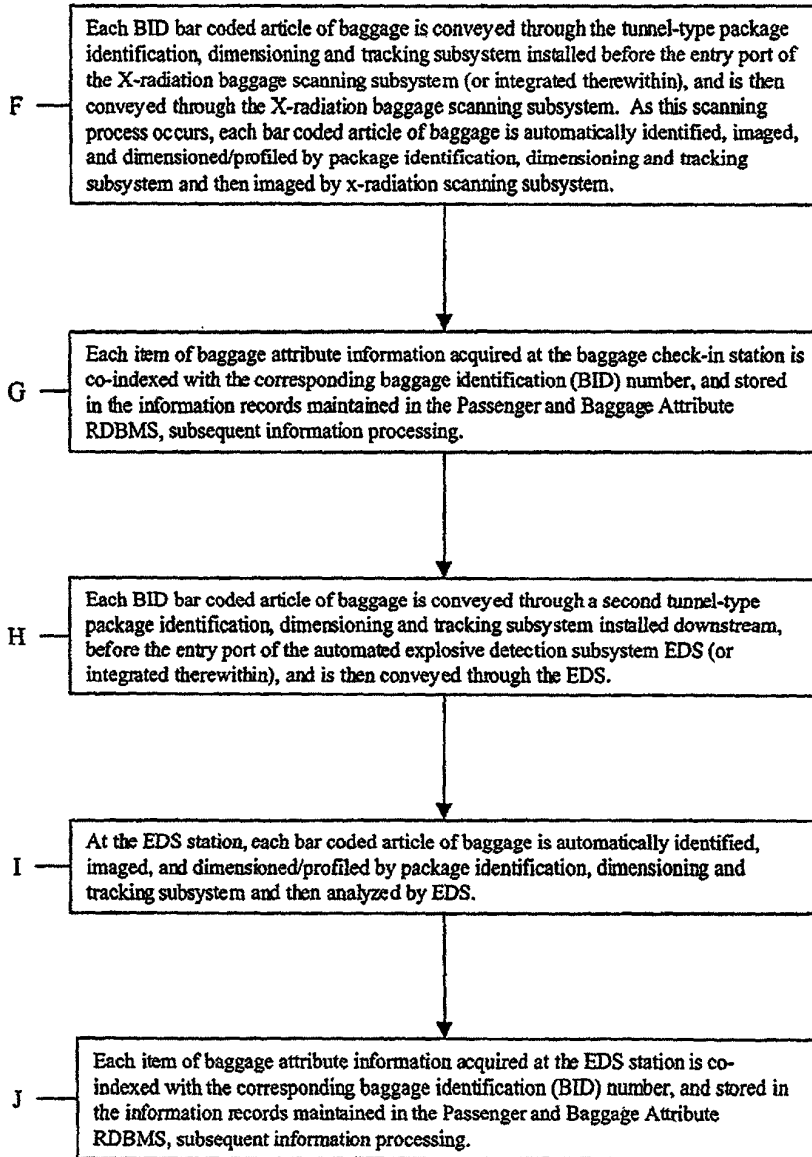 Each BID bar coded article of baggage is conveyed through the tunnel-type package
identification, dimensioning and tracking subsystem installed before the entry port of
the X-radiation baggage scanning subsystem (or integrated therewithin), and is then
F
conveyed through the X-radiation baggage scanning subsystem. As this scanning
process occurs, each bar coded article of baggage is automatically identified, imaged,
and dimensioned/profiled by package identification, dimensioning and tracking
subsystem and then imaged by x-radiation scanning subsystem.
Each item of baggage attribute information acquired at the baggage check-in station is
G
co-indexed with the corresponding baggage identification (BID) number, and stored
in the information records maintained in the Passenger and Baggage Attribute
RDBMS, subsequent information processing.
Each BID bar coded article of baggage is conveyed through a second tunnel-type
package identification, dimensioning and tracking subsystem installed downstream,
H
before the entry port of the automated explosive detection subsystem EDS (or
integrated therewithin), and is then conveyed through the EDS.
At the EDS station, each bar coded article of baggage is automatically identified,
I
imaged, and dimensioned/profiled by package identification, dimensioning and
tracking subsystem and then analyzed by EDS.
Each item of baggage attribute information acquired at the EDS station is co-
indexed with the corresponding baggage identification (BID) number, and stored in
J
the information records maintained in the Passenger and Baggage Attribute
RDBMS, subsequent information processing.